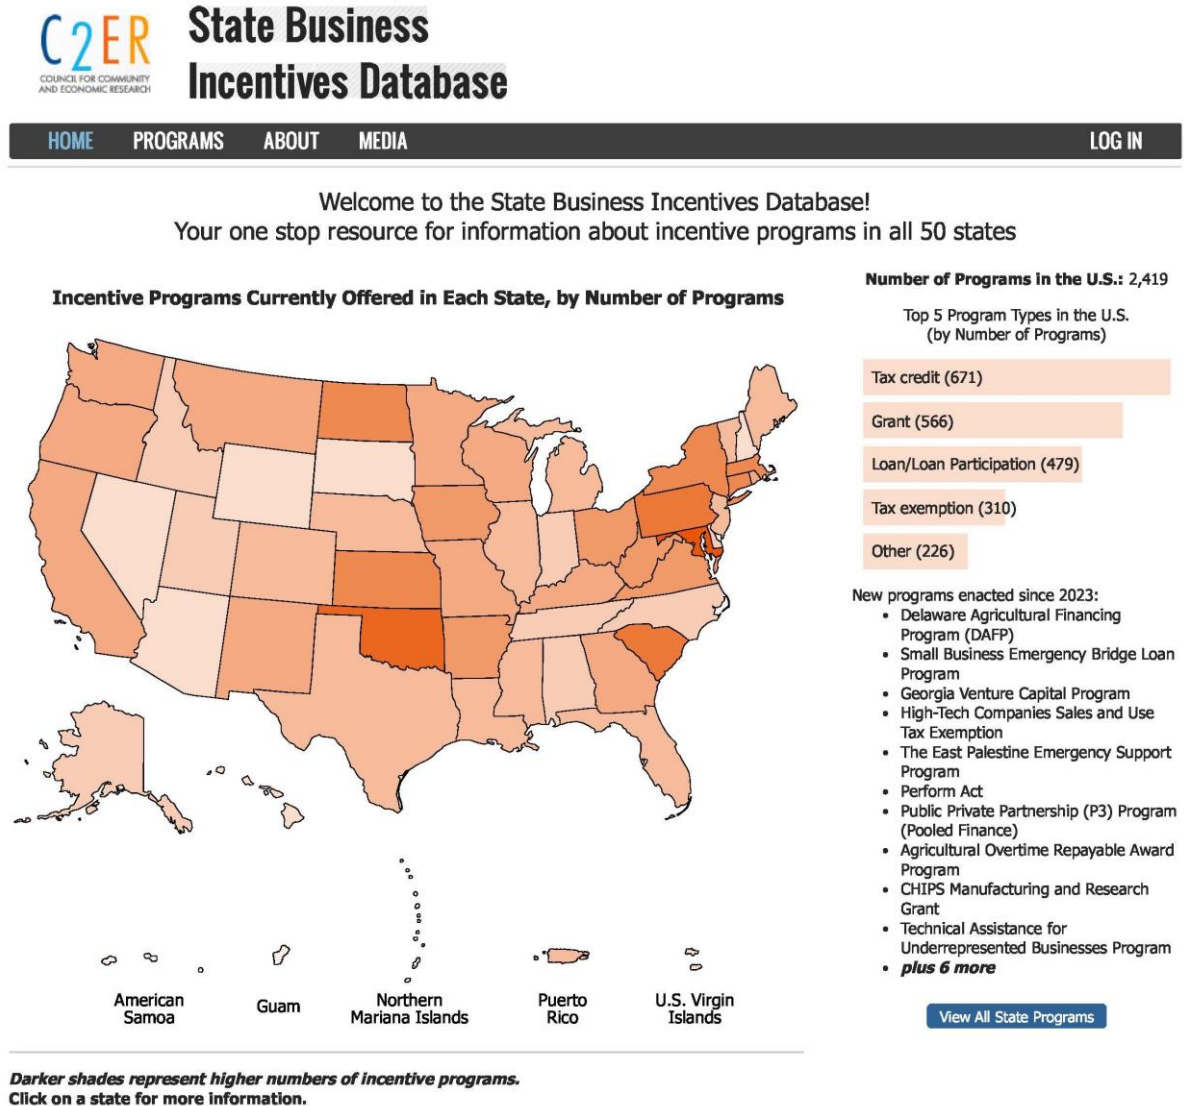 C2ER
COUNCIL FOR COMMUNITY
AND ECONOMIC RESEARCH
State Business
Incentives Database
HOME PROGRAMS ABOUT MEDIA LOG IN
Welcome to the State Business Incentives Database!
Your one stop resource for information about incentive programs in all 50 states
Incentive Programs Currently Offered in Each State, by Number of Programs
American
Samoa
Guam
Northern
Mariana Islands
Puerto
Rico
U.S. Virgin
Islands
Number of Programs in the U.S.: 2,419
Top 5 Program Types in the U.S.
(by Number of Programs)
Tax credit (671)
Grant (566)
Loan/Loan Participation (479)
Tax exemption (310)
Other (226)
New programs enacted since 2023:
• Delaware Agricultural Financing
Program (DAFP)
• Small Business Emergency Bridge Loan
Program
• Georgia Venture Capital Program
• High-Tech Companies Sales and Use
Tax Exemption
• The East Palestine Emergency Support
Program
• Perform Act
• Public Private Partnership (P3) Program
(Pooled Finance)
• Agricultural Overtime Repayable Award
Program
• CHIPS Manufacturing and Research
Grant
• Technical Assistance for
Underrepresented Businesses Program
• plus 6 more
View All State Programs
Darker shades represent higher numbers of incentive programs.
Click on a state for more information.